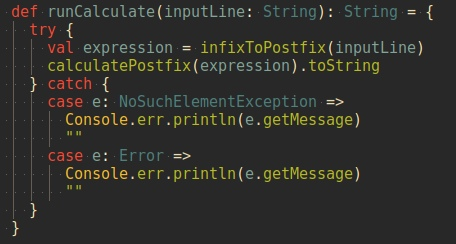 def runCalculate(inputLine: String): String = {
  try {
    val expression = infixToPostfix(inputLine)
    calculatePostfix(expression).toString
  } catch {
    case e: NoSuchElementException =>
      Console.err.println(e.getMessage)
      ""
    case e: Error =>
      Console.err.println(e.getMessage)
      ""
  }
}